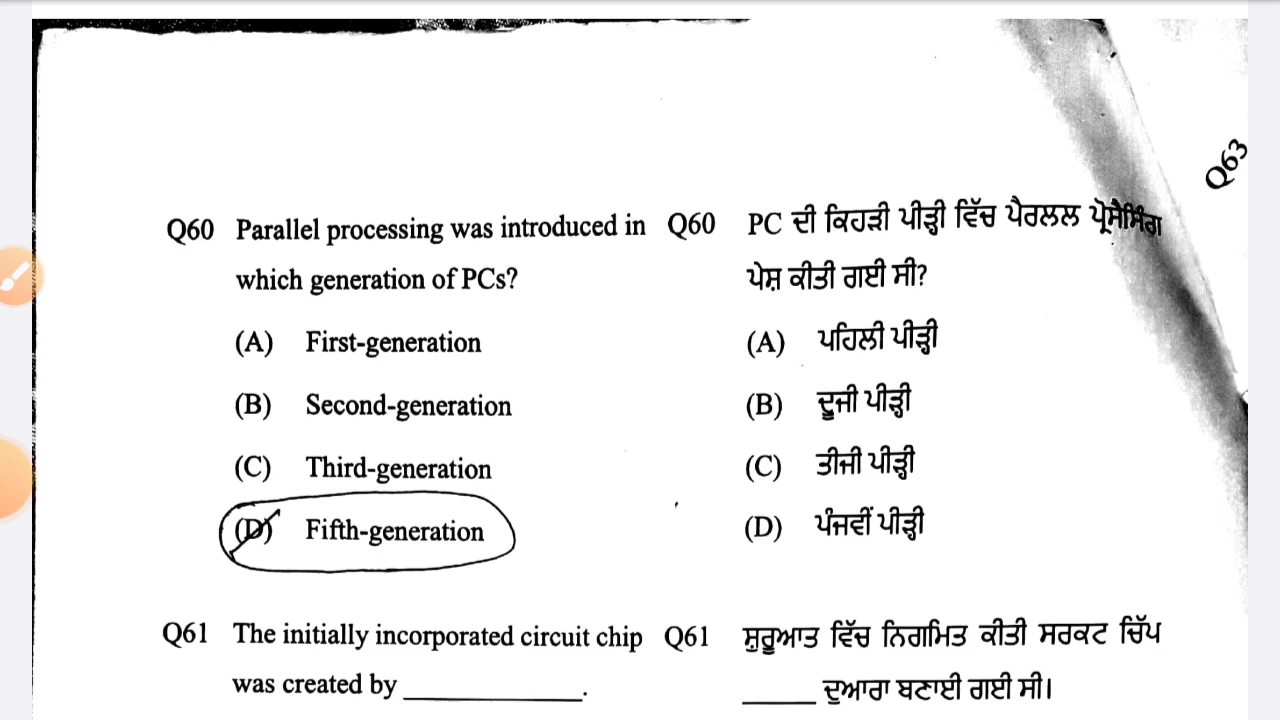 Q63
Q60 Parallel processing was introduced in
which generation of PCs?
(A) First-generation
(B) Second-generation
(C) Third-generation
(D) Fifth-generation
Q60 PC ਦੀ ਕਿਹੜੀ ਪੀੜ੍ਹੀ ਵਿੱਚ ਪੈਰਲਲ ਪ੍ਰੋਸੈਸਿੰਗ
ਪੇਸ਼ ਕੀਤੀ ਗਈ ਸੀ?
(A) ਪਹਿਲੀ ਪੀੜ੍ਹੀ
(B) ਦੂਜੀ ਪੀੜ੍ਹੀ
(C) ਤੀਜੀ ਪੀੜ੍ਹੀ
(D) ਪੰਜਵੀਂ ਪੀੜ੍ਹੀ
Q61 The initially incorporated circuit chip
was created by ____________.
Q61 ਸ਼ੁਰੂਆਤ ਵਿੱਚ ਨਿਗਮਿਤ ਕੀਤੀ ਸਰਕਟ ਚਿੱਪ
_____ ਦੁਆਰਾ ਬਣਾਈ ਗਈ ਸੀ।